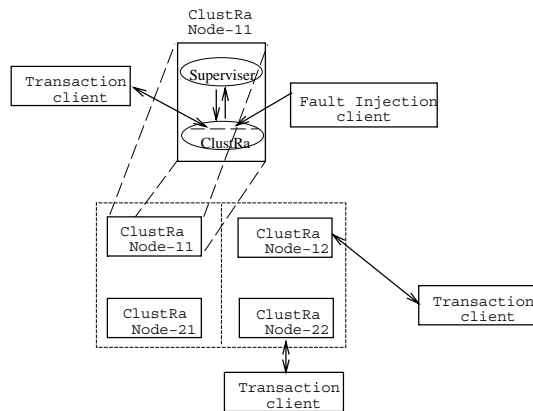 ClustRa
Node-11
Superviser
Transaction
client
Fault Injection
client
ClustRa
ClustRa
Node-11
ClustRa
Node-12
ClustRa
Node-21
ClustRa
Node-22
Transaction
client
Transaction
client